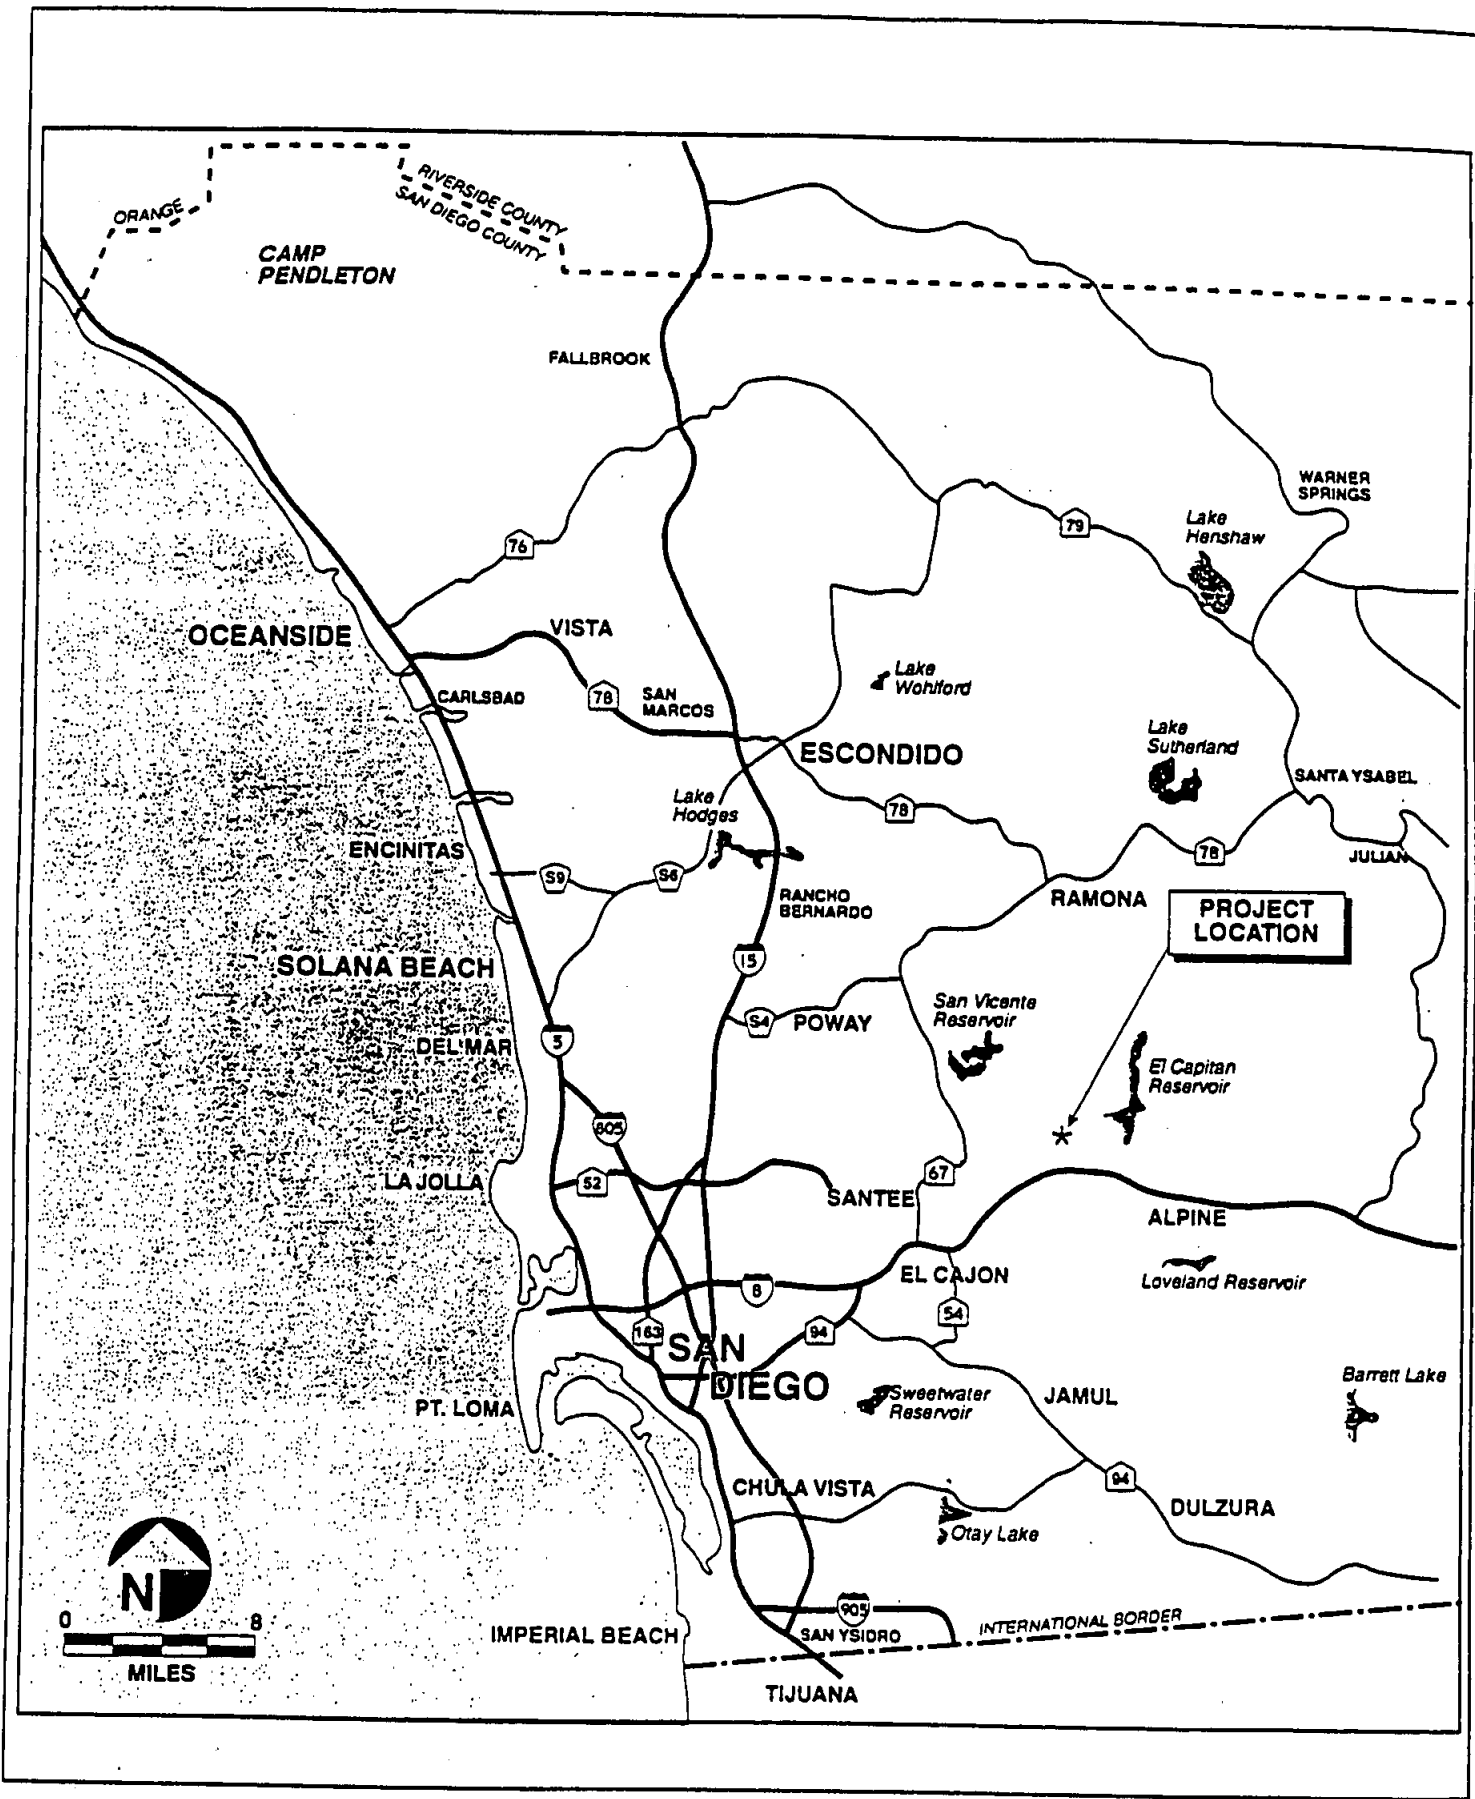 ORANGE
RIVERSIDE COUNTY
SAN DIEGO COUNTY
CAMP
PENDLETON
FALLBROOK
WARNER
SPRINGS
Lake
Henshaw
79
76
OCEANSIDE
VISTA
Lake
Wohlford
CARLSBAD
78
SAN
MARCOS
ESCONDIDO
Lake
Sutherland
SANTA YSABEL
Lake
Hodges
78
ENCINITAS
78
JULIAN
S9
S6
RANCHO
BERNARDO
RAMONA
PROJECT
LOCATION
SOLANA BEACH
15
San Vicente
Reservoir
S4
POWAY
DEL MAR
5
El Capitan
Reservoir
805
LA JOLLA
52
67
SANTEE
ALPINE
EL CAJON
Loveland Reservoir
8
54
163
SAN
DIEGO
94
Barrett Lake
PT. LOMA
Sweetwater
Reservoir
JAMUL
CHULA VISTA
94
DULZURA
Otay Lake
N
0 8
MILES
905
IMPERIAL BEACH
SAN YSIDRO
INTERNATIONAL BORDER
TIJUANA